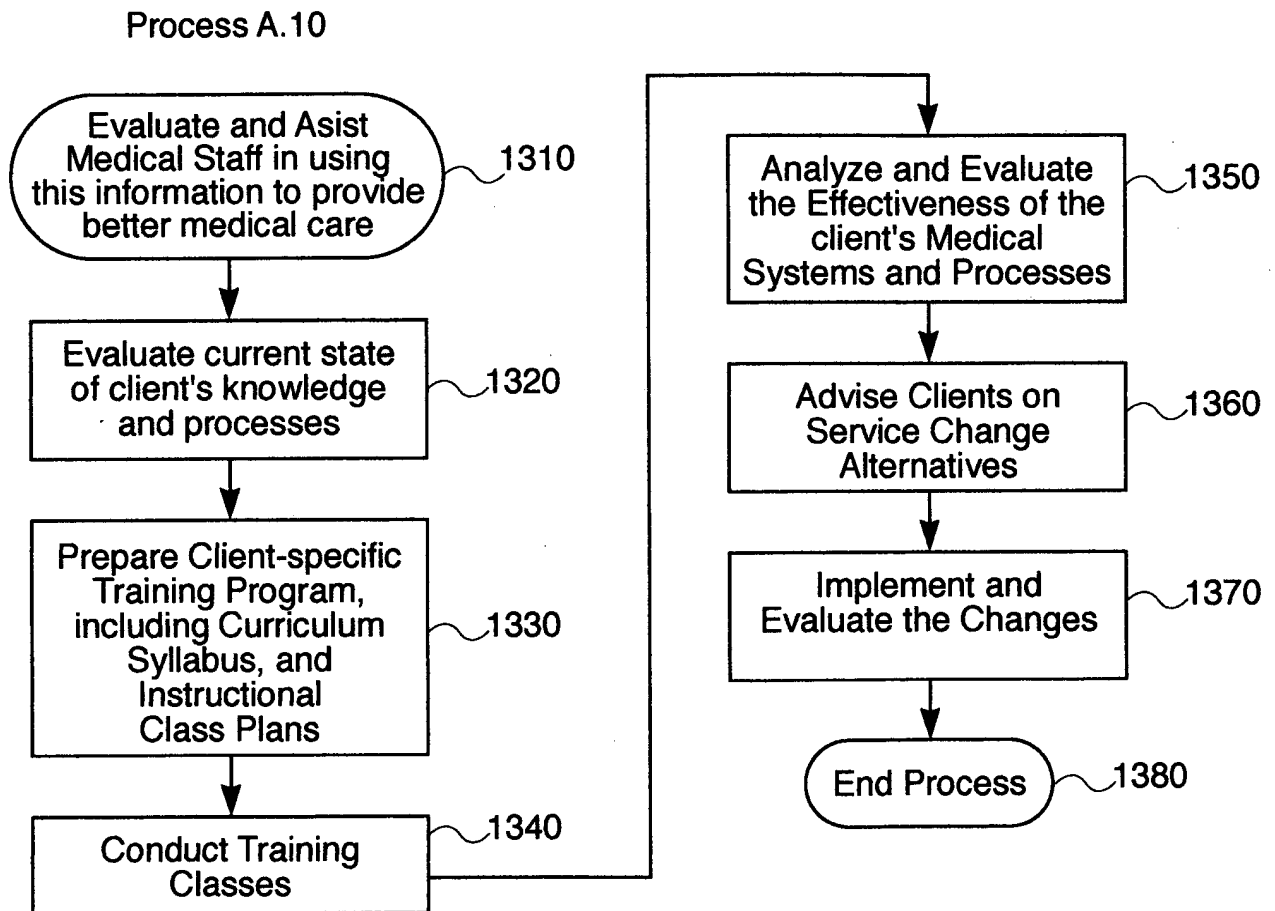 Process A.10
Evaluate and Asist
Medical Staff in using
this information to provide
better medical care
1310
Evaluate current state
of client's knowledge
and processes
1320
Prepare Client-specific
Training Program,
including Curriculum
Syllabus, and
Instructional
Class Plans
1330
Conduct Training
Classes
1340
Analyze and Evaluate
the Effectiveness of the
client's Medical
Systems and Processes
1350
Advise Clients on
Service Change
Alternatives
1360
Implement and
Evaluate the Changes
1370
End Process
1380